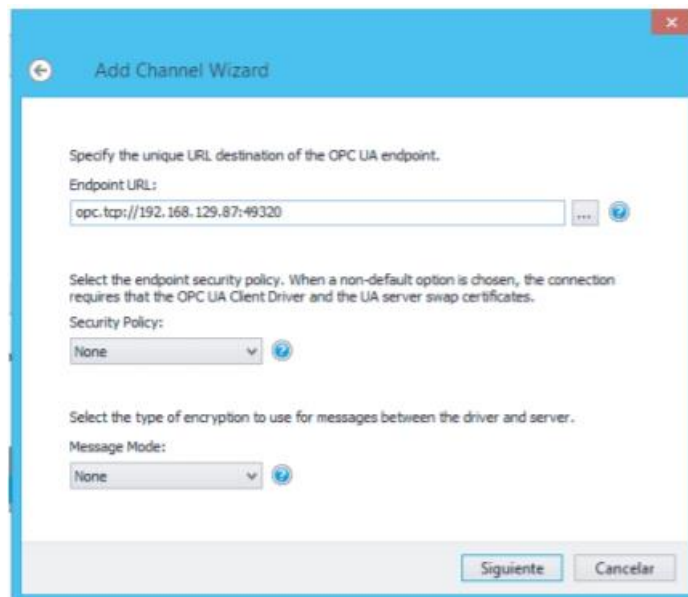 Add Channel Wizard
Specify the unique URL destination of the OPC UA endpoint.
Endpoint URL:
opc.tcp://192.168.129.87:49320
...
Select the endpoint security policy. When a non-default option is chosen, the connection
requires that the OPC UA Client Driver and the UA server swap certificates.
Security Policy:
None
Select the type of encryption to use for messages between the driver and server.
Message Mode:
None
Siguiente Cancelar